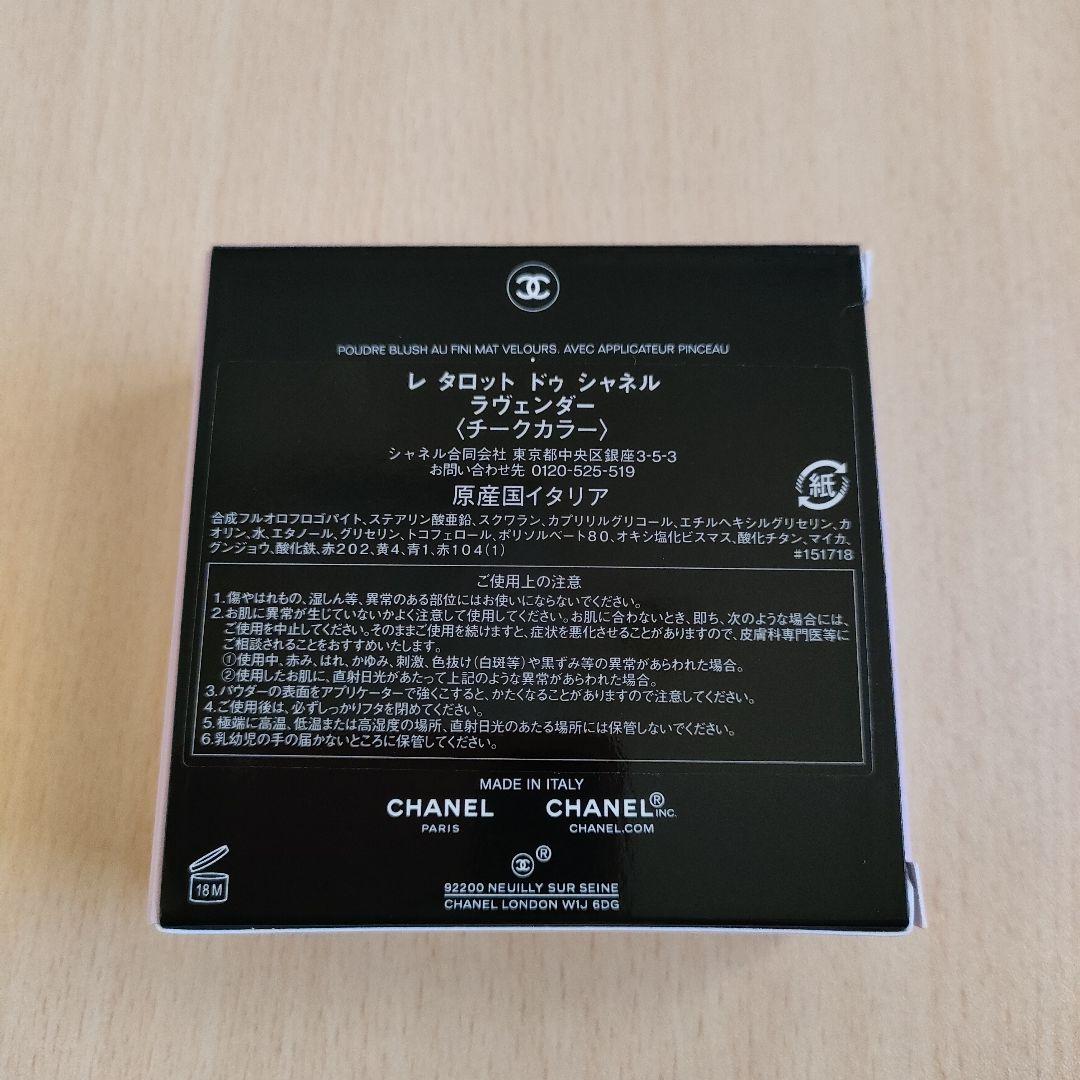 POUDRE BLUSH AU FINI MAT VELOURS. AVEC APPLICATEUR PINCEAU
レ タロット ドゥ シャネル
ラヴェンダー
〈チークカラー〉
シャネル合同会社 東京都中央区銀座3-5-3
お問い合わせ先 0120-525-519
原産国イタリア
紙
合成フルオロフロゴパイト、ステアリン酸亜鉛、スクワラン、カプリリルグリコール、エチルヘキシルグリセリン、カ
オリン、水、エタノール、グリセリン、トコフェロール、ポリソルベート80、オキシ塩化ビスマス、酸化チタン、マイカ、
グンジョウ、酸化鉄、赤202、黄4、青1、赤104(1)
#151718
ご使用上の注意
1.傷やはれもの、湿しん等、異常のある部位にはお使いにならないでください。
2.お肌に異常が生じていないかよく注意して使用してください。お肌に合わないとき、即ち、次のような場合には、
ご使用を中止してください。そのままご使用を続けますと、症状を悪化させることがありますので、皮膚科専門医等に
ご相談されることをおすすめいたします。
①使用中、赤み、はれ、かゆみ、刺激、色抜け(白斑等)や黒ずみ等の異常があらわれた場合。
②使用したお肌に、直射日光があたって上記のような異常があらわれた場合。
3.パウダーの表面をアプリケーターで強くこすると、かたくなることがありますので注意してください。
4.ご使用後は、必ずしっかりフタを閉めてください。
5.極端に高温、低温または高湿度の場所、直射日光のあたる場所には保管しないでください。
6.乳幼児の手の届かないところに保管してください。
MADE IN ITALY
CHANEL CHANEL® INC.
PARIS CHANEL.COM
®
18M
92200 NEUILLY SUR SEINE
CHANEL LONDON W1J 6DG